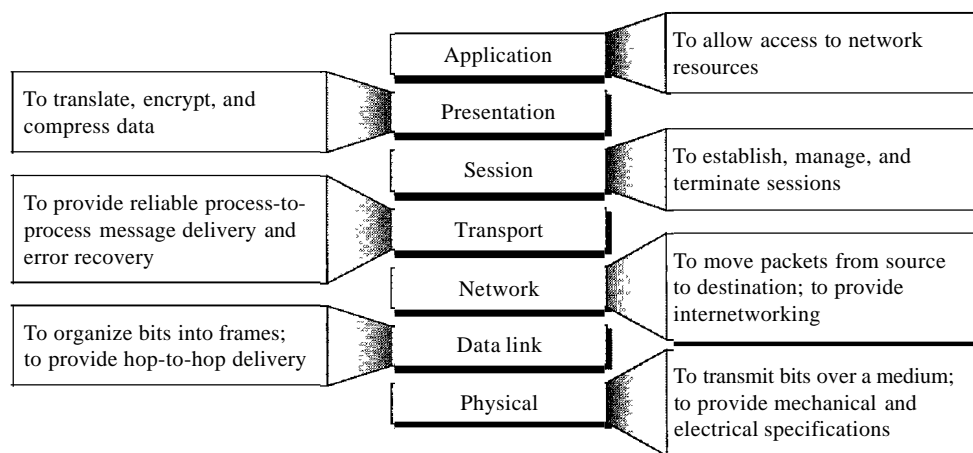 Application
To allow access to network
resources
To translate, encrypt, and
compress data
Presentation
Session
To establish, manage, and
terminate sessions
To provide reliable process-to-
process message delivery and
error recovery
Transport
Network
To move packets from source
to destination; to provide
internetworking
To organize bits into frames;
to provide hop-to-hop delivery
Data link
Physical
To transmit bits over a medium;
to provide mechanical and
electrical specifications